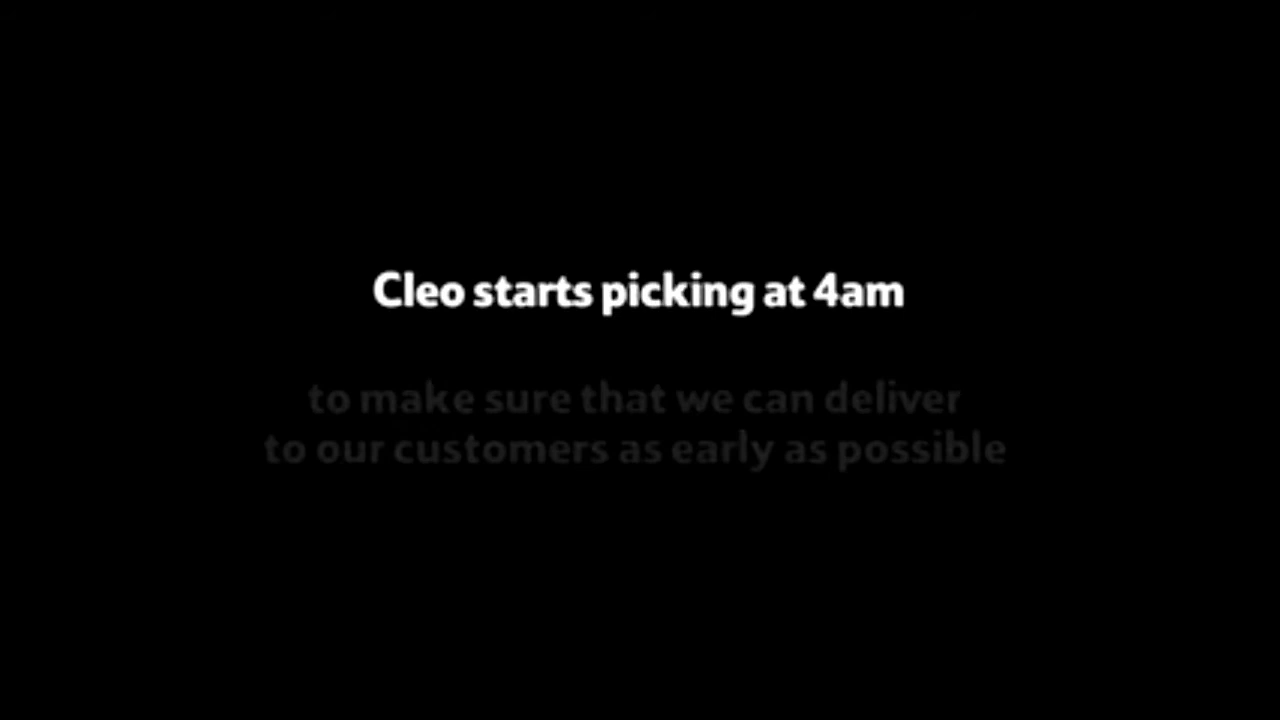 Cleo starts picking at 4am
to make sure that we can deliver
to our customers as early as possible